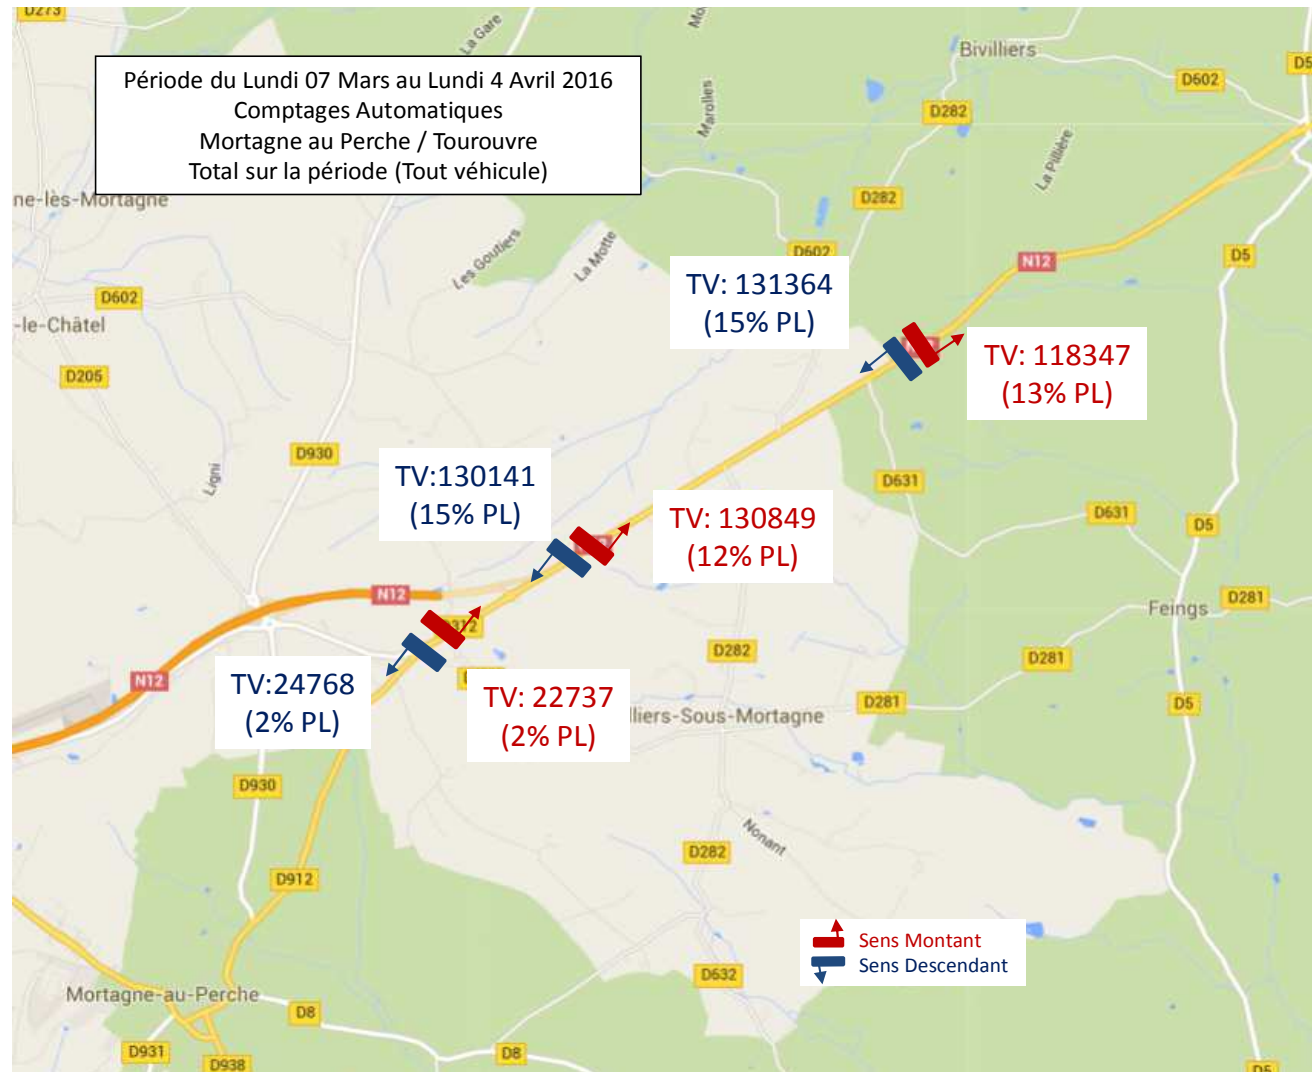 D273
La Gare
Bivilliers
D602
D282
Marolles
La Pillière
Période du Lundi 07 Mars au Lundi 4 Avril 2016
Comptages Automatiques
Mortagne au Perche / Tourouvre
Total sur la période (Tout véhicule)
ne-lès-Mortagne
D282
Les Goutiers
La Motte
D602
N12
D5
TV: 131364
(15% PL)
D602
-le-Châtel
TV: 118347
(13% PL)
D205
D930
Ligni
TV:130141
(15% PL)
D631
D631
D5
TV: 130849
(12% PL)
N12
Feings
D281
D282
D281
N12
TV:24768
(2% PL)
TV: 22737
(2% PL)
lliers-Sous-Mortagne
D281
D5
D930
Nonant
D282
D912
Sens Montant
Sens Descendant
D632
Mortagne-au-Perche
D8
D931
D938
D8
D5